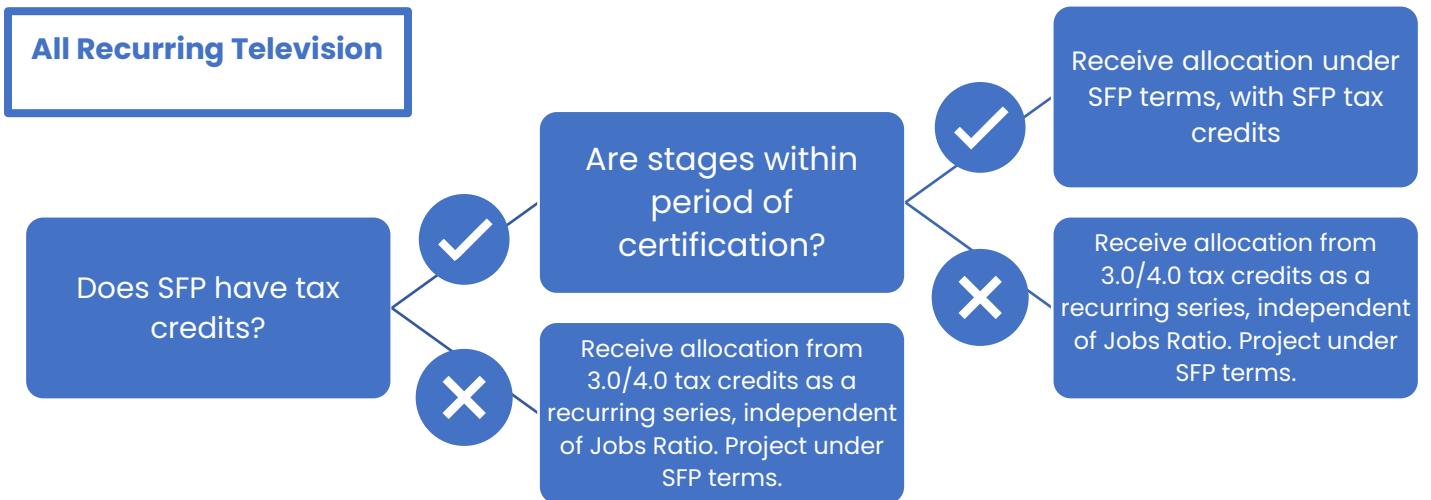 All Recurring Television
Does SFP have tax
credits?
Are stages within
period of
certification?
Receive allocation from
3.0/4.0 tax credits as a
recurring series, independent
of Jobs Ratio. Project under
SFP terms.
Receive allocation under
SFP terms, with SFP tax
credits
Receive allocation from
3.0/4.0 tax credits as a
recurring series, independent
of Jobs Ratio. Project under
SFP terms.